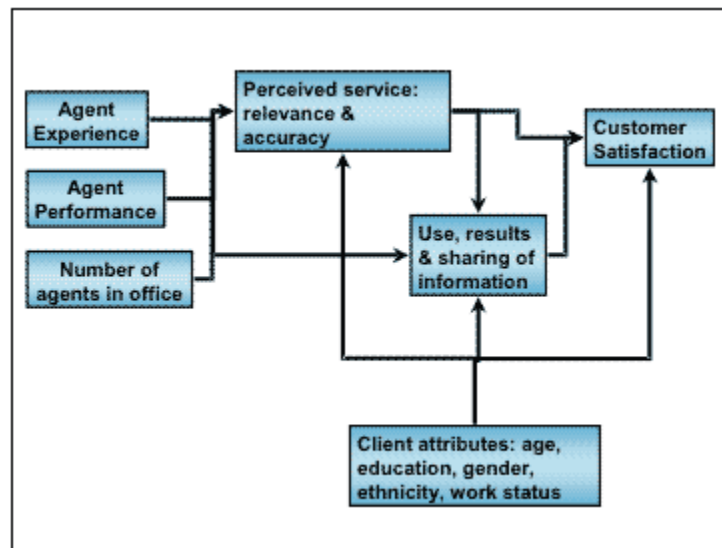 Agent
Experience
Perceived service:
relevance &
accuracy
Customer
Satisfaction
Agent
Performance
Use, results
& sharing of
information
Number of
agents in office
Client attributes: age,
education, gender,
ethnicity, work status